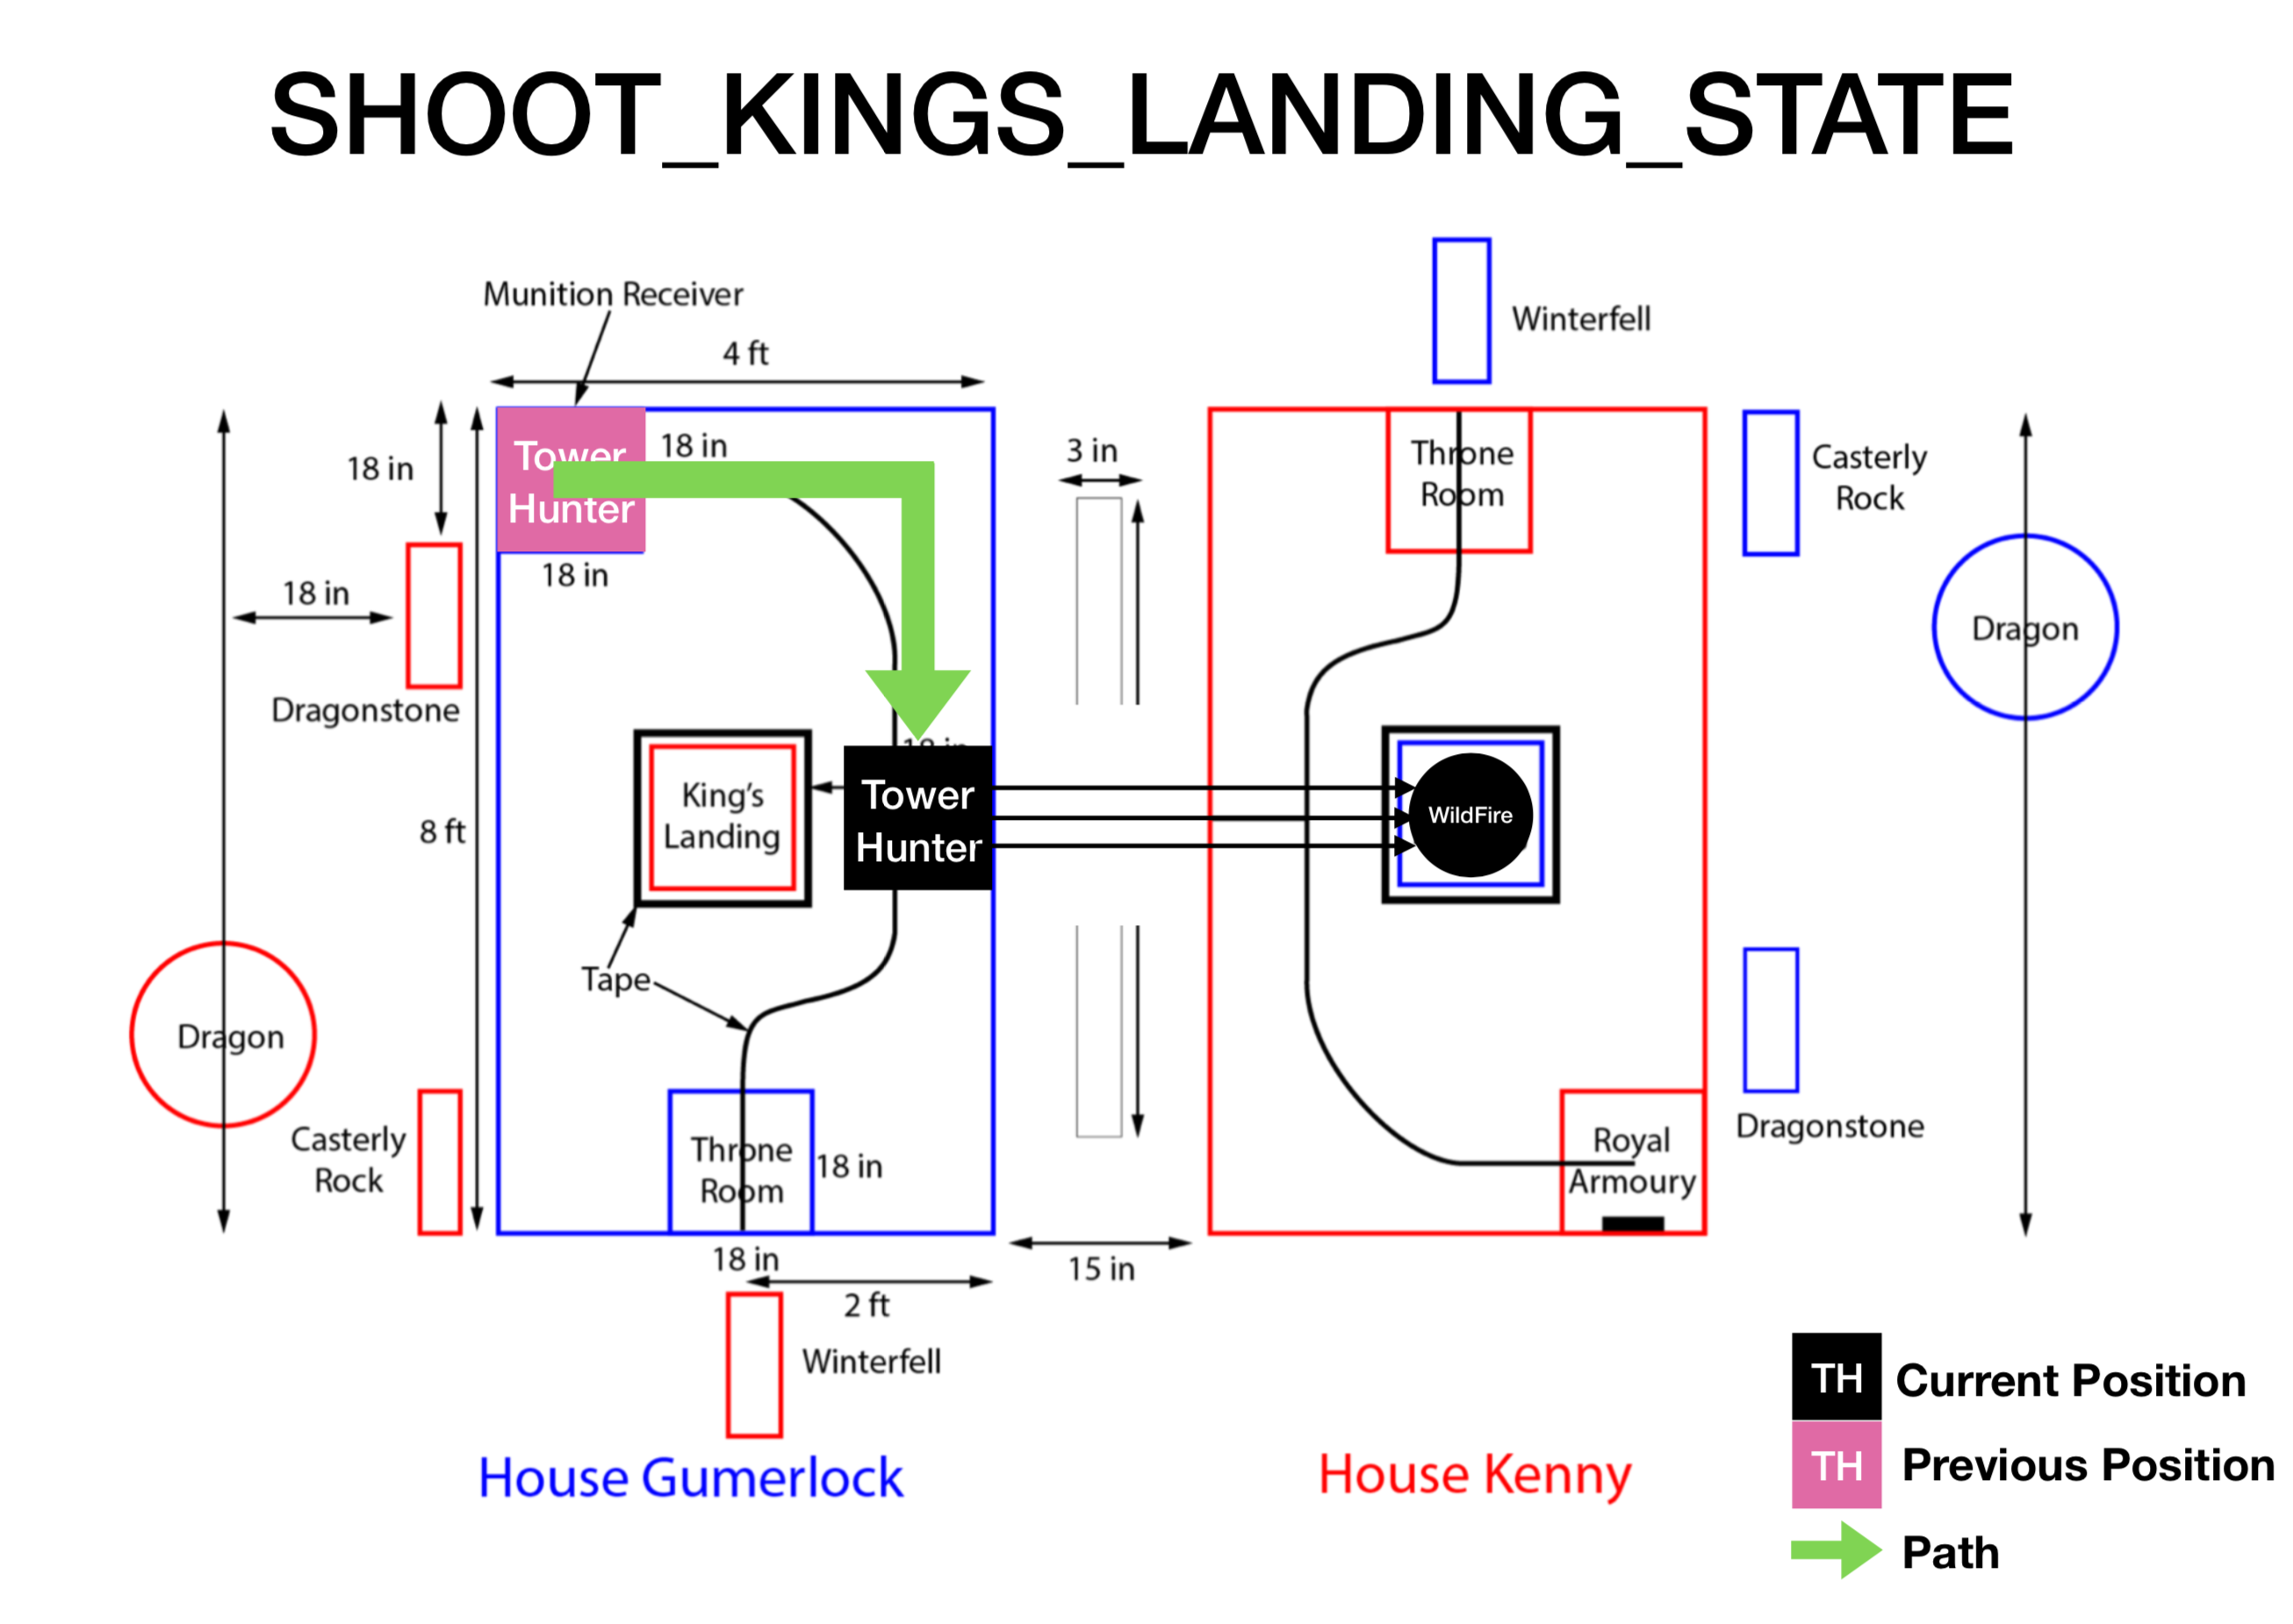 SHOOT_KINGS_LANDING_STATE
Munition Receiver
4 ft
Winterfell
18 in
Tower
Hunter
18 in
18 in
3 in
Throne
Room
Casterly
Rock
18 in
Dragonstone
Dragon
18 in
King's
Landing
Tower
Hunter
WildFire
8 ft
Tape
Dragon
Casterly
Rock
Throne
Room
18 in
18 in
2 ft
15 in
Royal
Armoury
Dragonstone
Winterfell
House Gumerlock
House Kenny
TH Current Position
TH Previous Position
Path